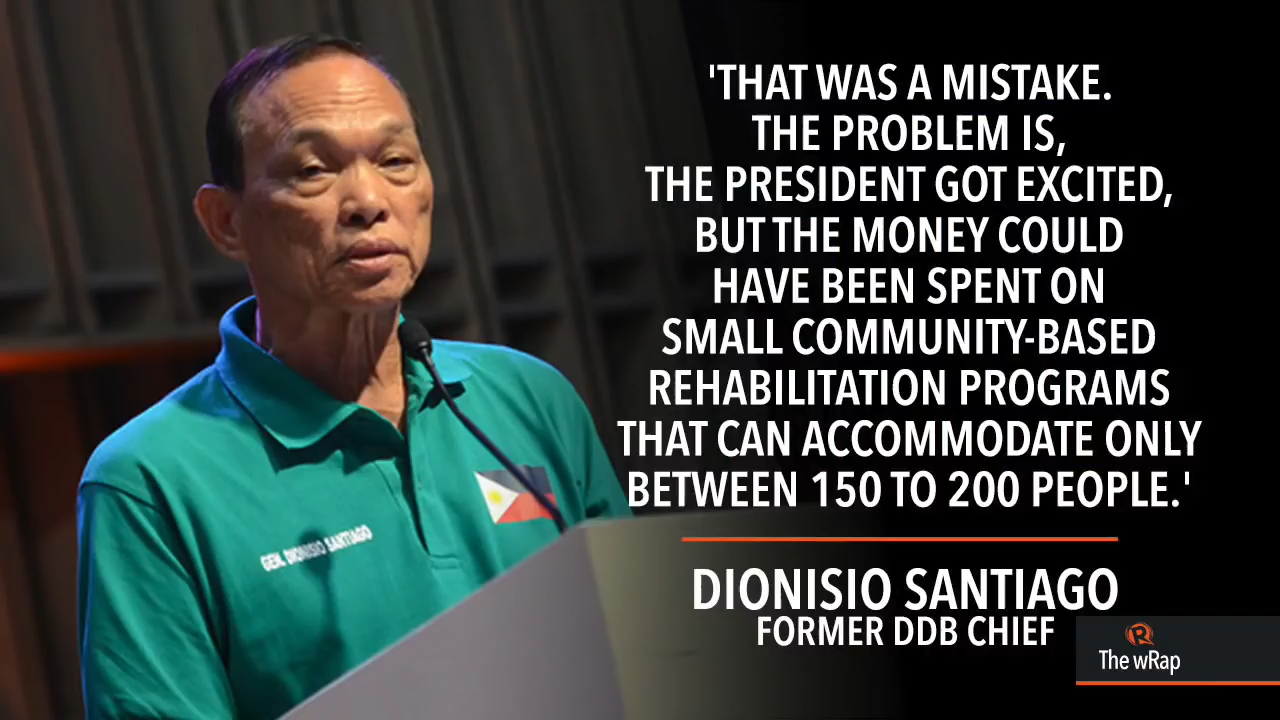 'THAT WAS A MISTAKE.
THE PROBLEM IS,
THE PRESIDENT GOT EXCITED,
BUT THE MONEY COULD
HAVE BEEN SPENT ON
SMALL COMMUNITY-BASED
REHABILITATION PROGRAMS
THAT CAN ACCOMMODATE ONLY
BETWEEN 150 TO 200 PEOPLE.'
DIONISIO SANTIAGO
FORMER DDB CHIEF
GEN. DIONISIO SANTIAGO
The wRap